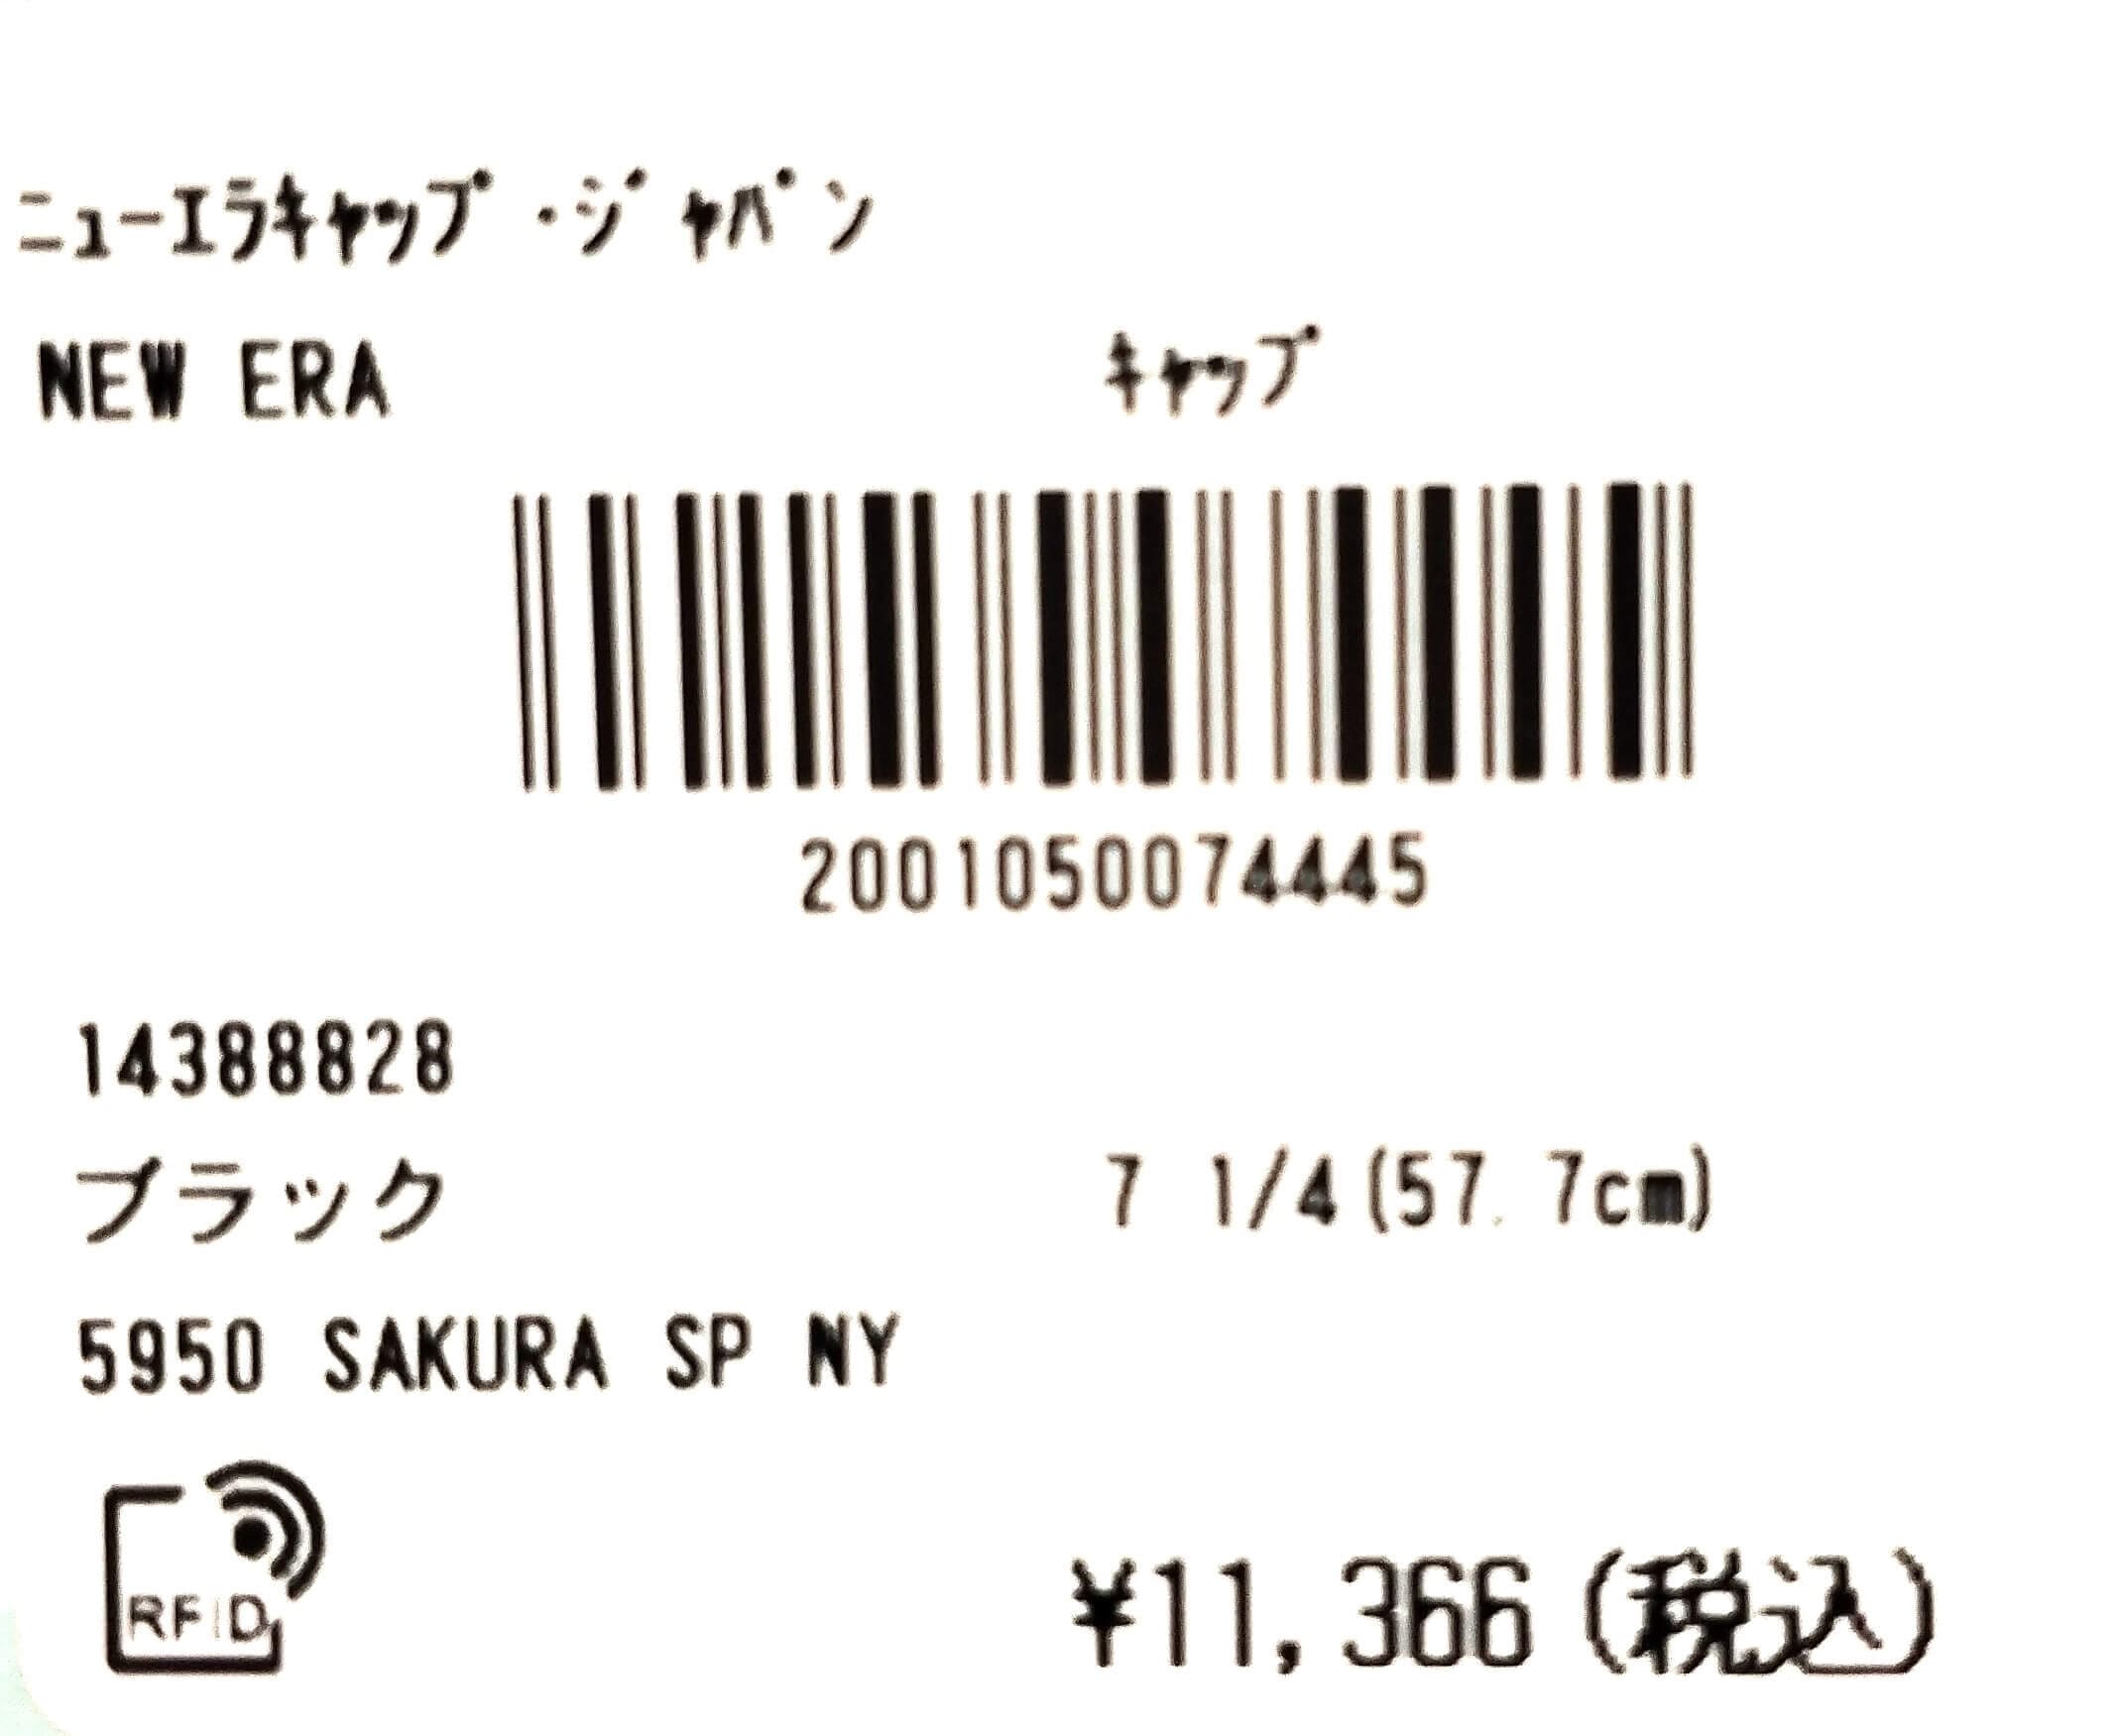 ﾆｭｰｴﾗｷｬｯﾌﾟ・ｼﾞｬﾊﾟﾝ
NEW ERA ｷｬｯﾌﾟ
2001050074445
14388828
ブラック 7 1/4(57.7cm)
5950 SAKURA SP NY
RFID
¥11,366(税込)